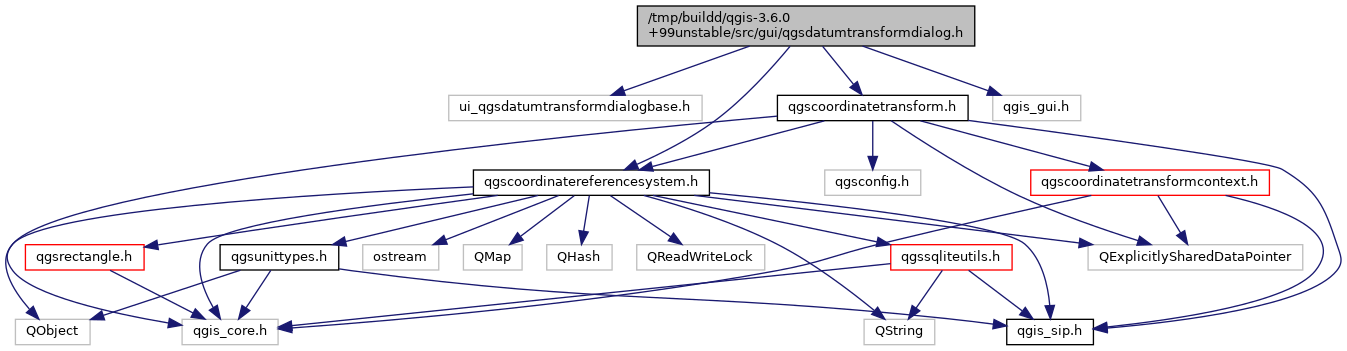 /tmp/buildd/qgis-3.6.0
+99unstable/src/gui/qgsdatumtransformdialog.h
ui_qgsdatumtransformdialogbase.h
qgscoordinatetransform.h
qgis_gui.h
qgscoordinatereferencesystem.h
qgsconfig.h
qgscoordinatetransformcontext.h
qgsrectangle.h
qgsunittypes.h
ostream
QMap
QHash
QReadWriteLock
qgssqliteutils.h
QExplicitlySharedDataPointer
QObject
qgis_core.h
QString
qgis_sip.h